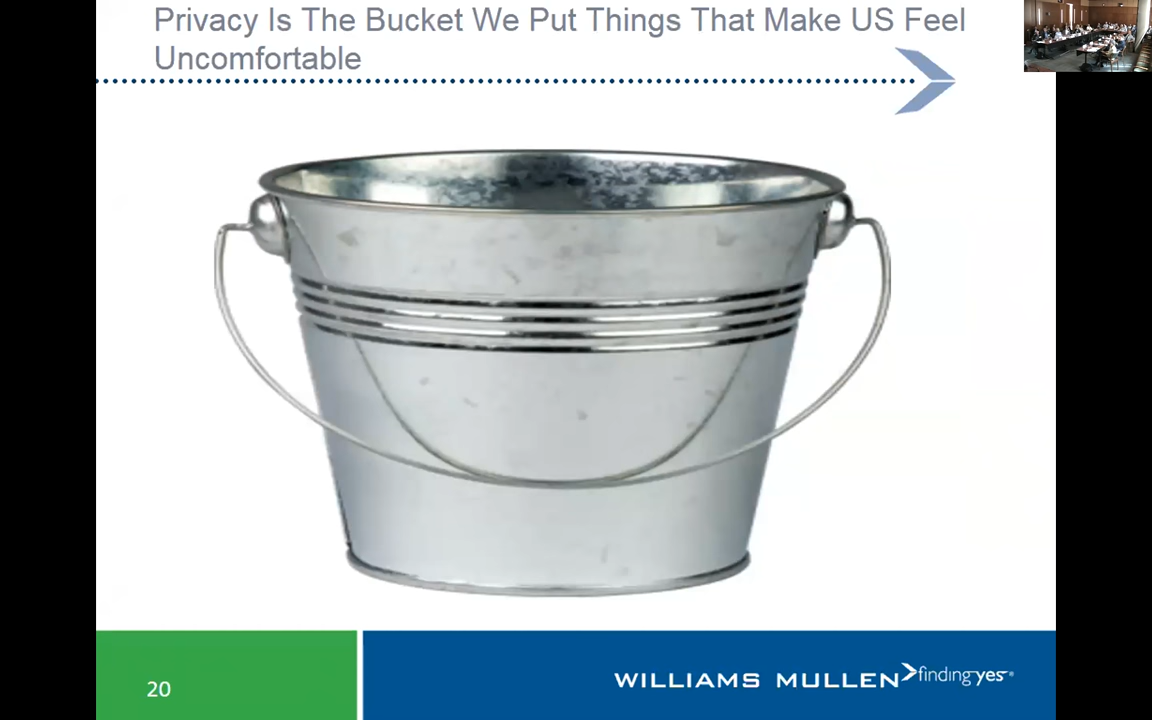 Privacy Is The Bucket We Put Things That Make US Feel
Uncomfortable
20
WILLIAMS MULLEN finding yes®